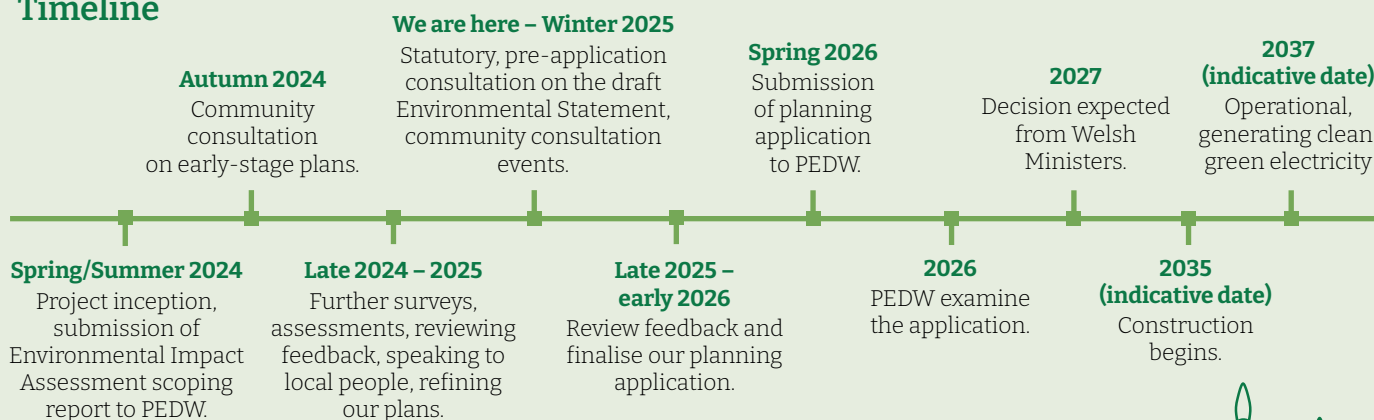 Timeline
Spring/Summer 2024
Project inception,
submission of
Environmental Impact
Assessment scoping
report to PEDW.
Autumn 2024
Community
consultation
on early-stage plans.
Late 2024 – 2025
Further surveys,
assessments, reviewing
feedback, speaking to
local people, refining
our plans.
We are here – Winter 2025
Statutory, pre-application
consultation on the draft
Environmental Statement,
community consultation
events.
Late 2025 –
early 2026
Review feedback and
finalise our planning
application.
Spring 2026
Submission
of planning
application
to PEDW.
2026
PEDW examine
the application.
2027
Decision expected
from Welsh
Ministers.
2035
(indicative date)
Construction
begins.
2037
(indicative date)
Operational,
generating clean
green electricity